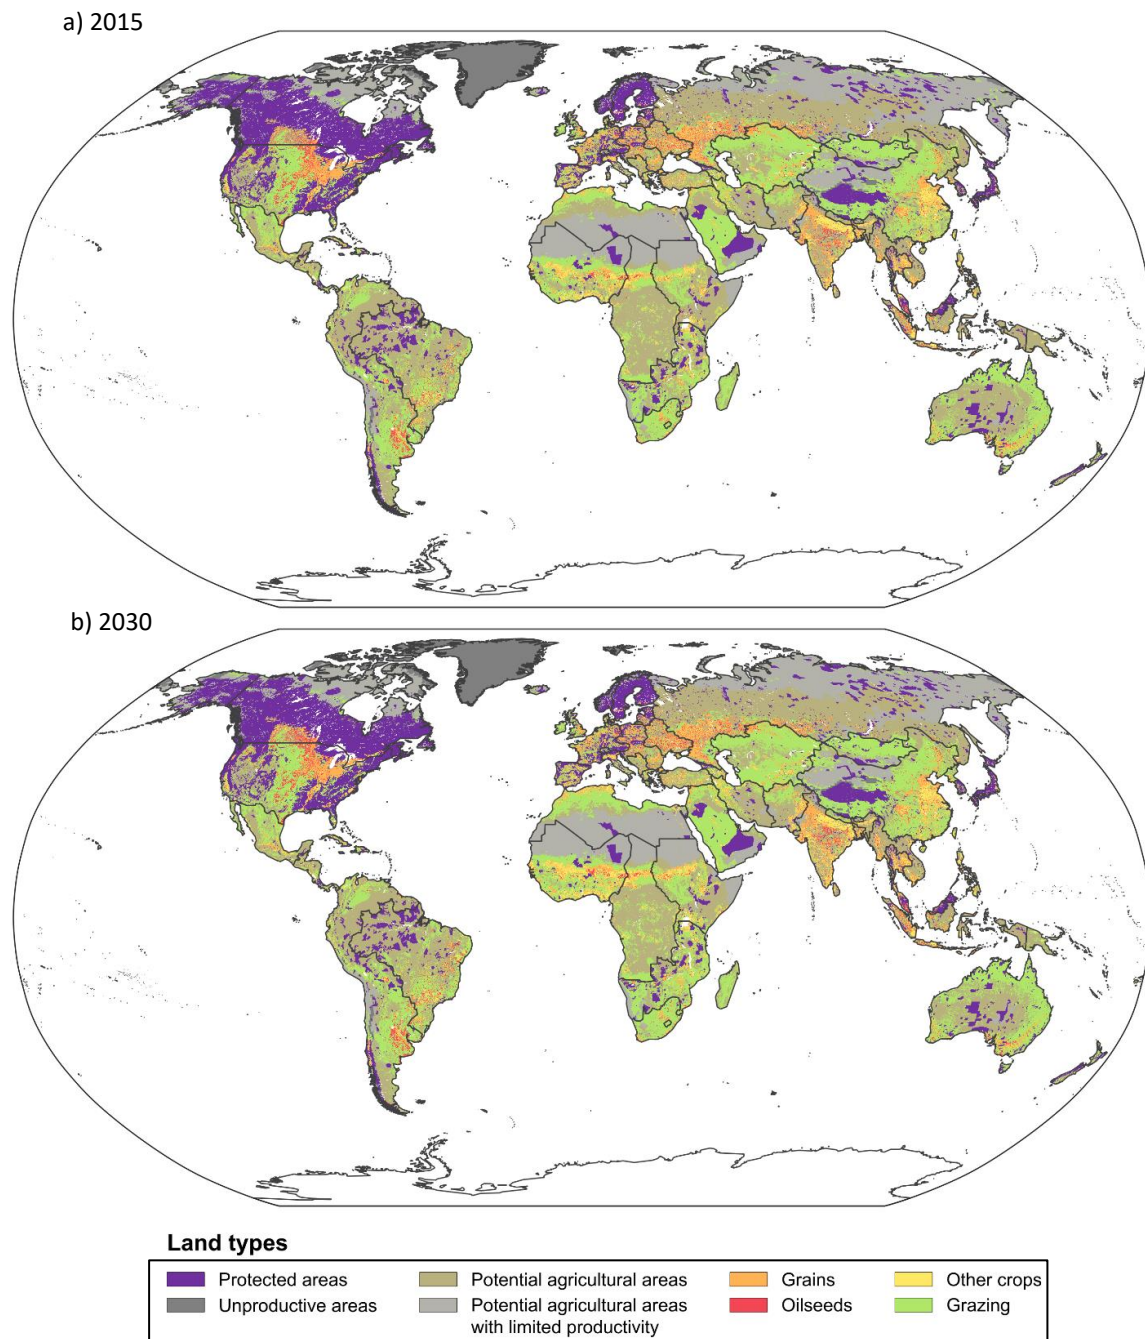 a) 2015
b) 2030
Land types
Protected areas
Potential agricultural areas
Grains
Other crops
Unproductive areas
Potential agricultural areas
with limited productivity
Oilseeds
Grazing